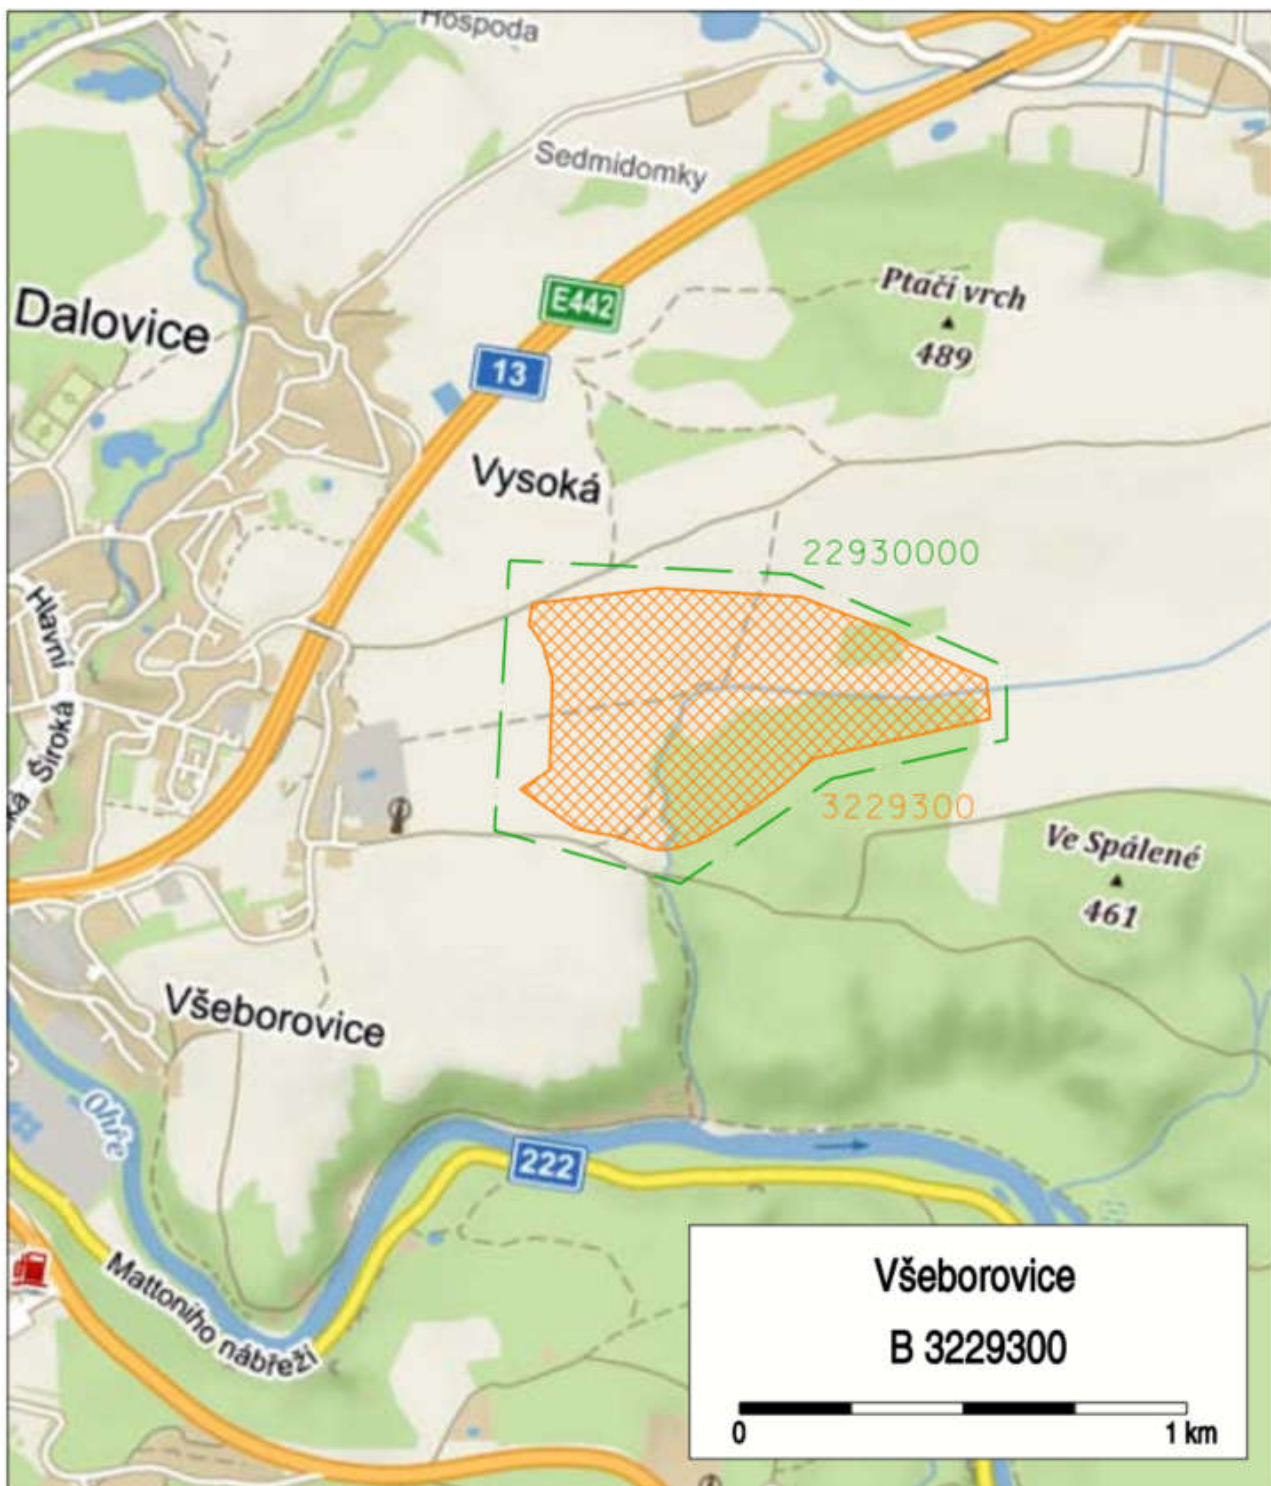 Hospoda
Sedmidomky
Ptačí vrch
489
E442
Dalovice
13
Vysoká
22930000
Hlavní
Široká
3229300
Ve Spálené
461
Všeborovice
Ohře
222
Mattoniho nábřeží
Všeborovice
B 3229300
0 1 km